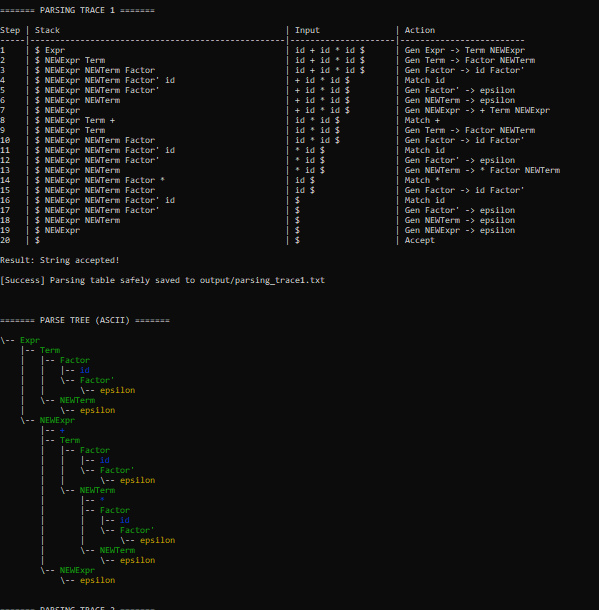 ======= PARSING TRACE 1 =======
Step | Stack | Input | Action
-----|--------------------------------------------------|---------------------|-----------------------
1 | $ Expr | id + id * id $ | Gen Expr -> Term NEWExpr
2 | $ NEWExpr Term | id + id * id $ | Gen Term -> Factor NEWTerm
3 | $ NEWExpr NEWTerm Factor | id + id * id $ | Gen Factor -> id Factor'
4 | $ NEWExpr NEWTerm Factor' id | + id * id $ | Match id
5 | $ NEWExpr NEWTerm Factor' | + id * id $ | Gen Factor' -> epsilon
6 | $ NEWExpr NEWTerm | + id * id $ | Gen NEWTerm -> epsilon
7 | $ NEWExpr | + id * id $ | Gen NEWExpr -> + Term NEWExpr
8 | $ NEWExpr Term + | id * id $ | Match +
9 | $ NEWExpr Term | id * id $ | Gen Term -> Factor NEWTerm
10 | $ NEWExpr NEWTerm Factor | id * id $ | Gen Factor -> id Factor'
11 | $ NEWExpr NEWTerm Factor' id | * id $ | Match id
12 | $ NEWExpr NEWTerm Factor' | * id $ | Gen Factor' -> epsilon
13 | $ NEWExpr NEWTerm | * id $ | Gen NEWTerm -> * Factor NEWTerm
14 | $ NEWExpr NEWTerm Factor * | id $ | Match *
15 | $ NEWExpr NEWTerm Factor | id $ | Gen Factor -> id Factor'
16 | $ NEWExpr NEWTerm Factor' id | $ | Match id
17 | $ NEWExpr NEWTerm Factor' | $ | Gen Factor' -> epsilon
18 | $ NEWExpr NEWTerm | $ | Gen NEWTerm -> epsilon
19 | $ NEWExpr | $ | Gen NEWExpr -> epsilon
20 | $ | $ | Accept
Result: String accepted!
[Success] Parsing table safely saved to output/parsing_trace1.txt
======= PARSE TREE (ASCII) =======
\-- Expr
    |-- Term
    |   |-- Factor
    |   |   |-- id
    |   |   \-- Factor'
    |   |       \-- epsilon
    |   \-- NEWTerm
    |       \-- epsilon
    \-- NEWExpr
        |-- +
        |-- Term
        |   |-- Factor
        |   |   |-- id
        |   |   \-- Factor'
        |   |       \-- epsilon
        |   \-- NEWTerm
        |       |-- *
        |       |-- Factor
        |       |   |-- id
        |       |   \-- Factor'
        |       |       \-- epsilon
        |       \-- NEWTerm
        |           \-- epsilon
        \-- NEWExpr
            \-- epsilon
======= PARSING TRACE 2 =======